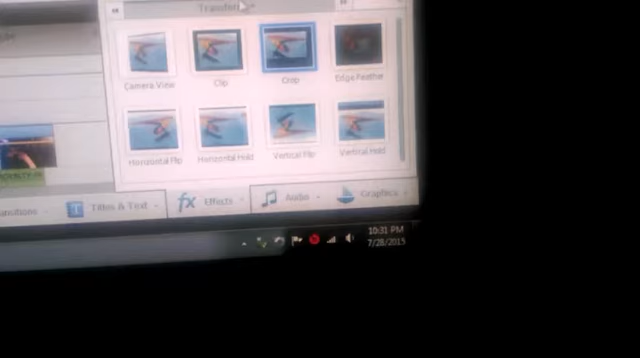 Transform
Camera View
Clip
Crop
Edge Feather
Horizontal Flip
Horizontal Hold
Vertical Flip
Vertical Hold
Titles & Text
fx Effects
Audio
Graphics
10:31 PM
7/28/2015